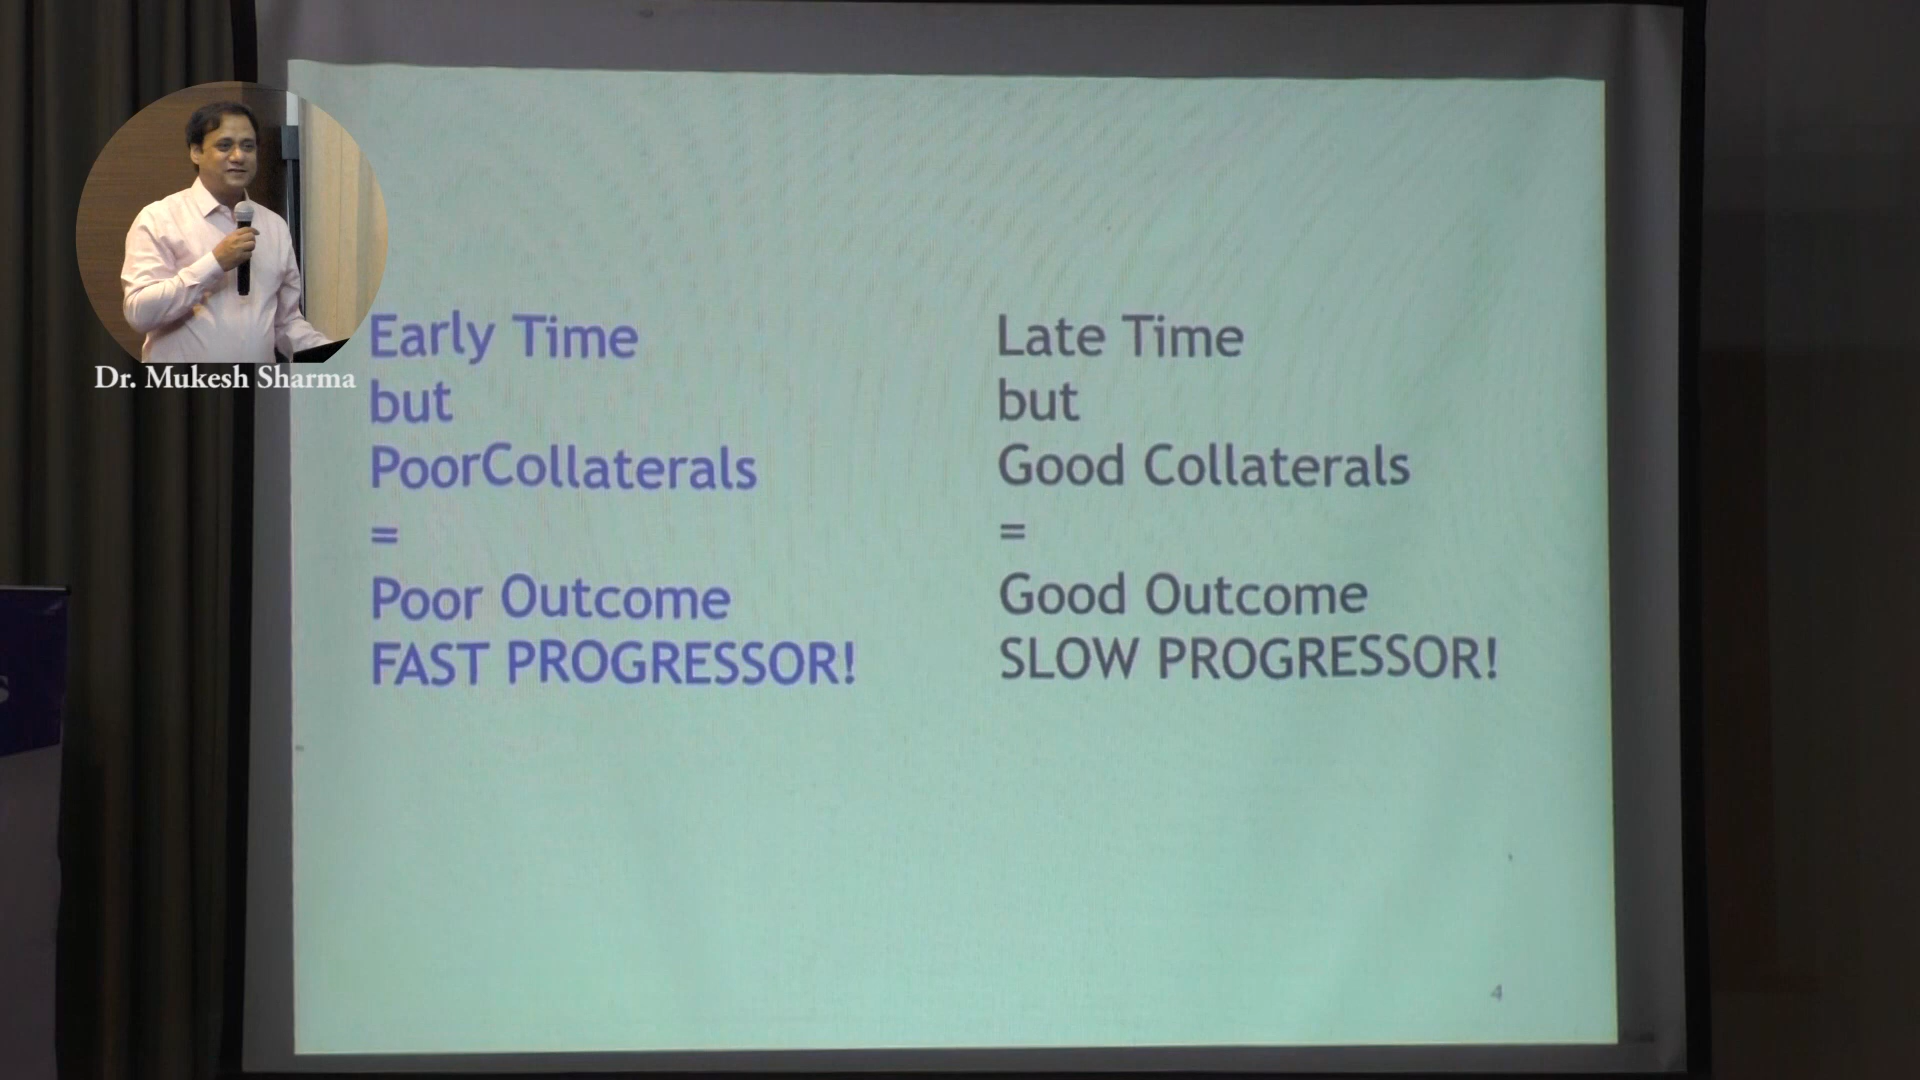 Dr. Mukesh Sharma
Early Time
but
PoorCollaterals
=
Poor Outcome
FAST PROGRESSOR!
Late Time
but
Good Collaterals
=
Good Outcome
SLOW PROGRESSOR!
4